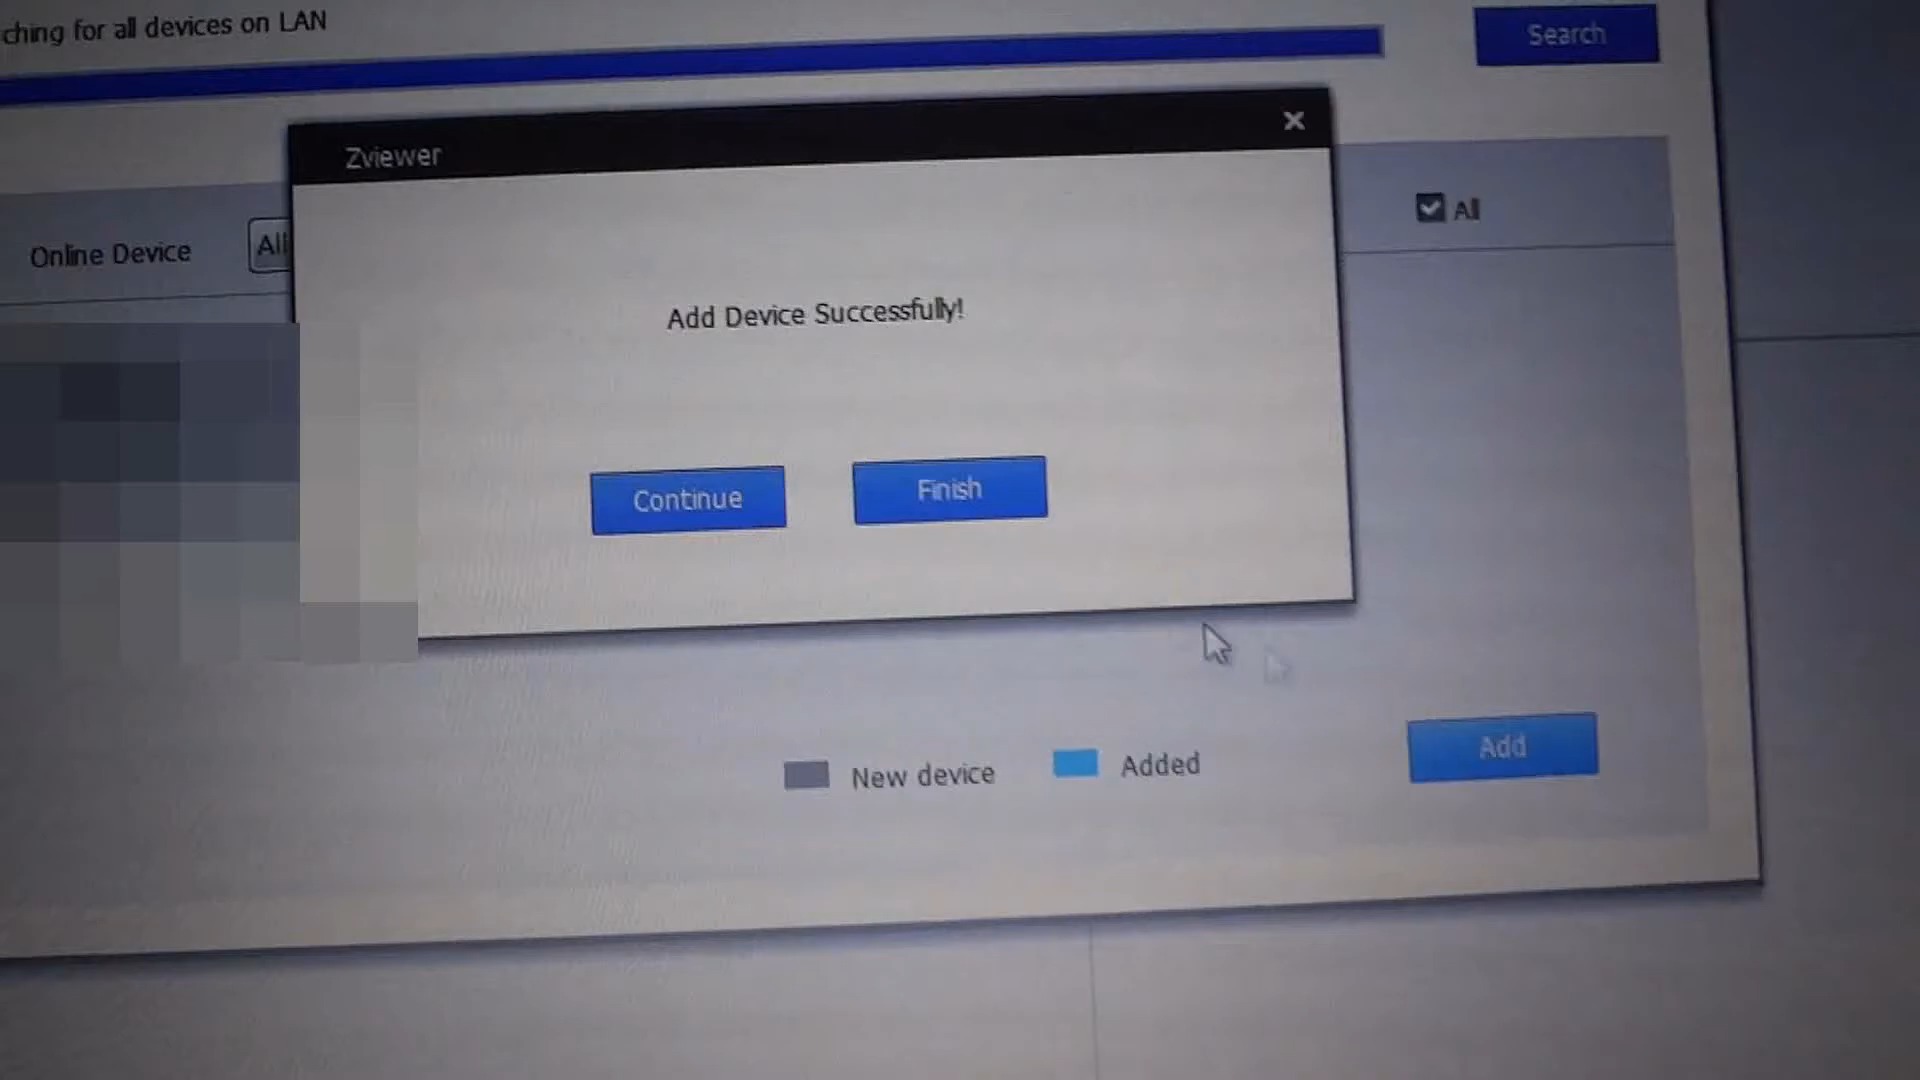 ching for all devices on LAN
Search
Zviewer
All
Online Device
All
Add Device Successfully!
Continue
Finish
New device
Added
Add